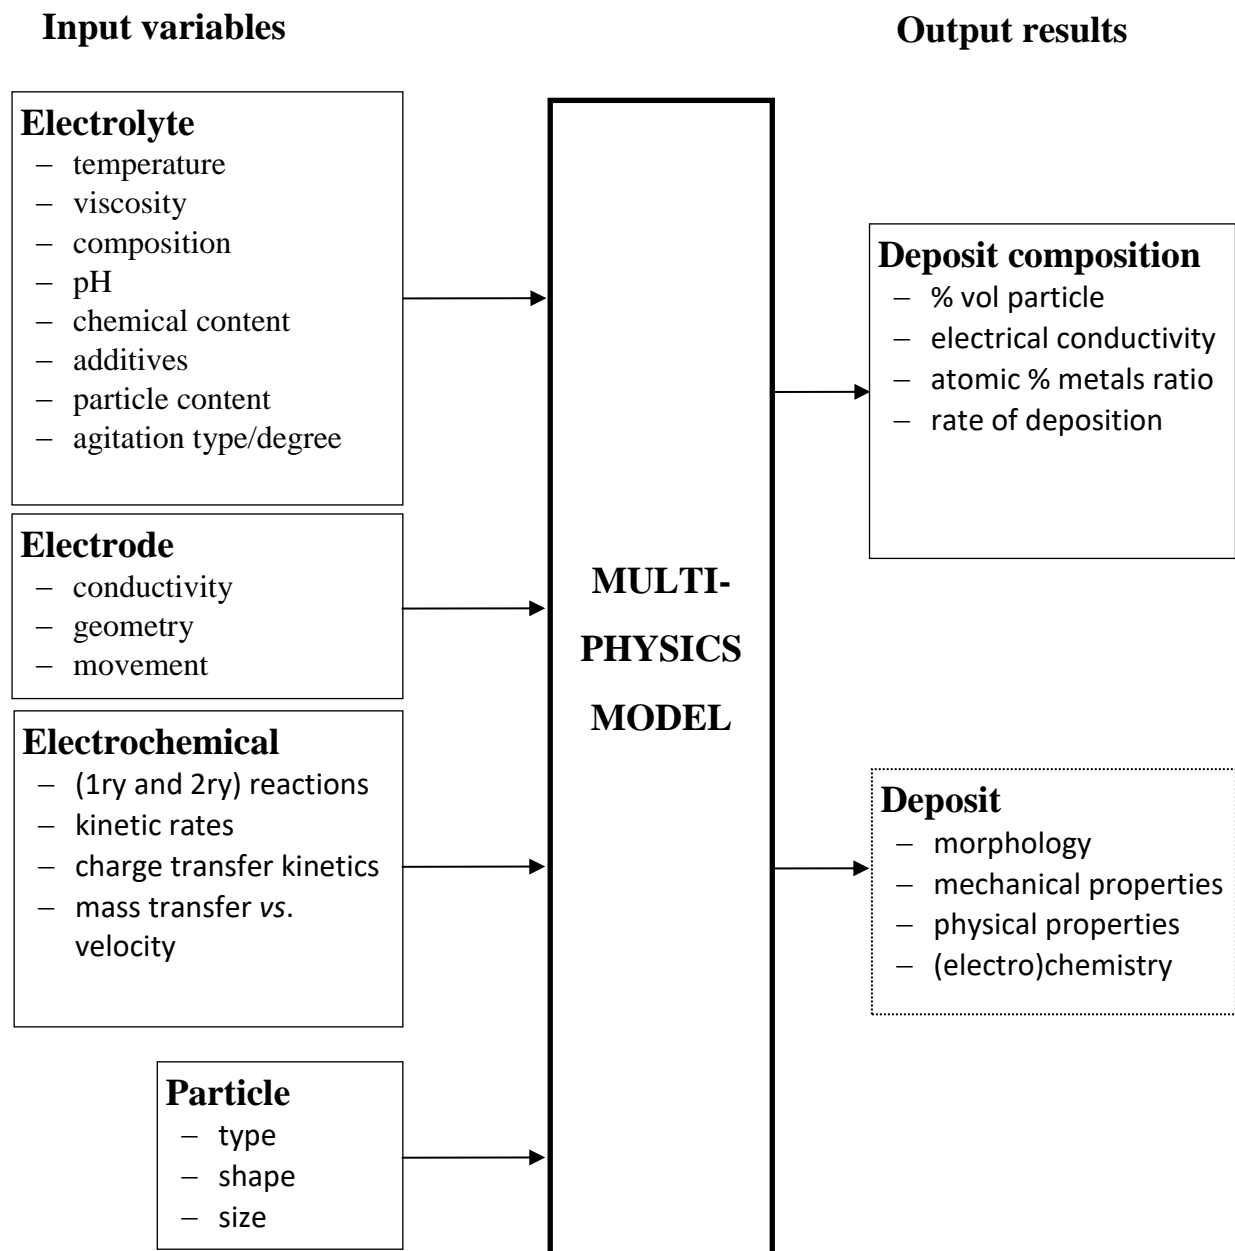 Input variables
Output results
Electrolyte
– temperature
– viscosity
– composition
– pH
– chemical content
– additives
– particle content
– agitation type/degree
Electrode
– conductivity
– geometry
– movement
Electrochemical
– (1ry and 2ry) reactions
– kinetic rates
– charge transfer kinetics
– mass transfer vs.
velocity
Particle
– type
– shape
– size
MULTI-
PHYSICS
MODEL
Deposit composition
– % vol particle
– electrical conductivity
– atomic % metals ratio
– rate of deposition
Deposit
– morphology
– mechanical properties
– physical properties
– (electro)chemistry